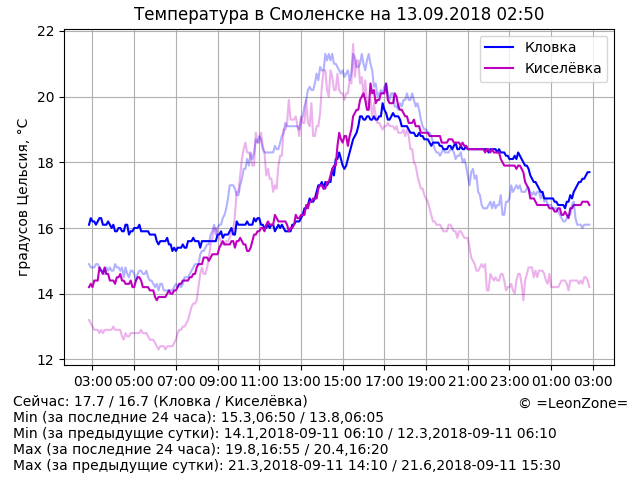 Температура в Смоленске на 13.09.2018 02:50
Кловка
Киселёвка
градусов Цельсия, °C
22
20
18
16
14
12
03:00 05:00 07:00 09:00 11:00 13:00 15:00 17:00 19:00 21:00 23:00 01:00 03:00
Сейчас: 17.7 / 16.7 (Кловка / Киселёвка)
© =LeonZone=
Min (за последние 24 часа): 15.3,06:50 / 13.8,06:05
Min (за предыдущие сутки): 14.1,2018-09-11 06:10 / 12.3,2018-09-11 06:10
Max (за последние 24 часа): 19.8,16:55 / 20.4,16:20
Max (за предыдущие сутки): 21.3,2018-09-11 14:10 / 21.6,2018-09-11 15:30